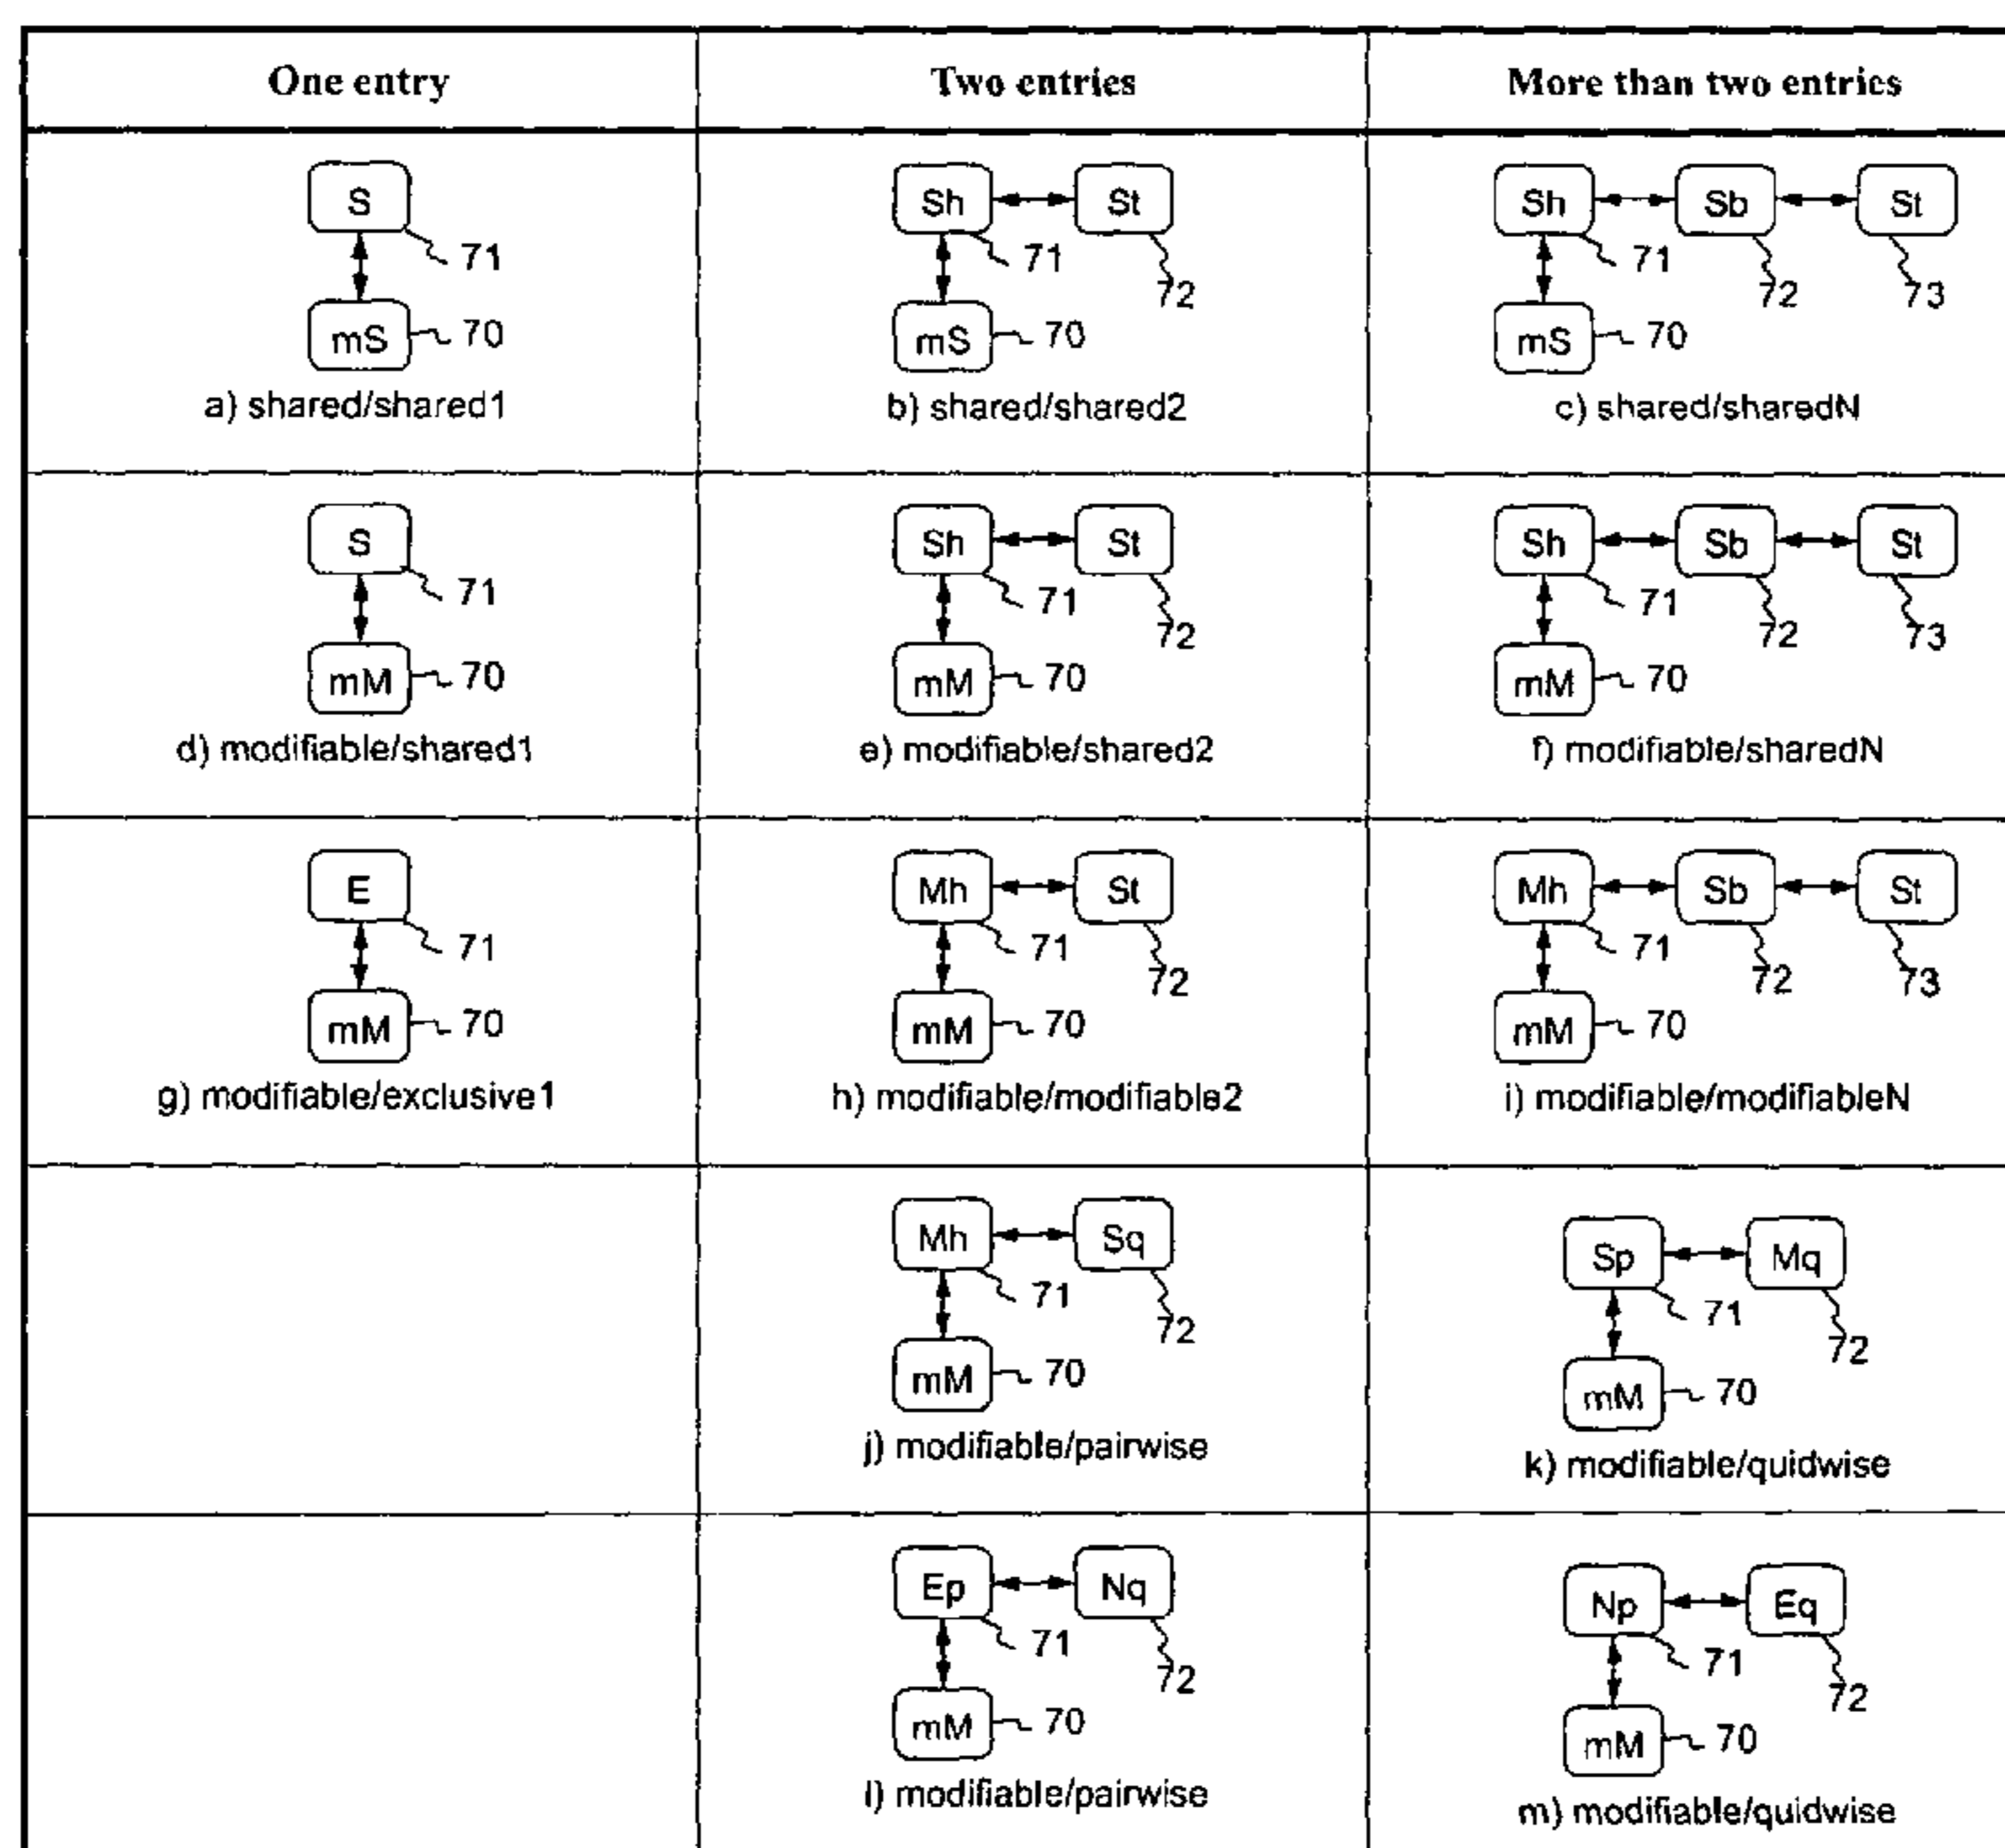 One entry Two entries More than two entries
S Sh St Sh Sb St
71 71 72 71 72 73
mS 70 mS 70 mS 70
a) shared/shared1 b) shared/shared2 c) shared/sharedN
S Sh St Sh Sb St
71 71 72 71 72 73
mM 70 mM 70 mM 70
d) modifiable/shared1 e) modifiable/shared2 f) modifiable/sharedN
E Mh St Mh Sb St
71 71 72 71 72 73
mM 70 mM 70 mM 70
g) modifiable/exclusive1 h) modifiable/modifiable2 i) modifiable/modifiableN
Mh Sq Sp Mq
71 72 71 72
mM 70 mM 70
j) modifiable/pairwise k) modifiable/quidwise
Ep Nq Np Eq
71 72 71 72
mM 70 mM 70
l) modifiable/pairwise m) modifiable/quidwise